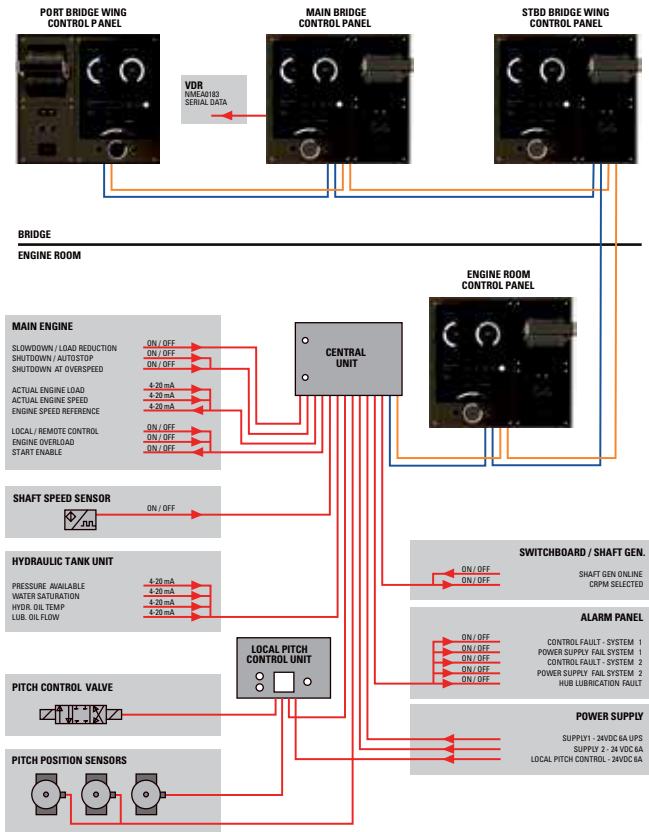 PORT BRIDGE WING
CONTROL PANEL
MAIN BRIDGE
CONTROL PANEL
STBD BRIDGE WING
CONTROL PANEL
VDR
NMEA0183
SERIAL DATA
BRIDGE
ENGINE ROOM
ENGINE ROOM
CONTROL PANEL
MAIN ENGINE
SLOWDOWN / LOAD REDUCTION ON / OFF
SHUTDOWN / AUTOSTOP ON / OFF
SHUTDOWN AT OVERSPEED ON / OFF
ACTUAL ENGINE LOAD 4-20 mA
ACTUAL ENGINE SPEED 4-20 mA
ENGINE SPEED REFERENCE 4-20 mA
LOCAL / REMOTE CONTROL ON / OFF
ENGINE OVERLOAD ON / OFF
START ENABLE ON / OFF
CENTRAL
UNIT
SHAFT SPEED SENSOR
ON / OFF
HYDRAULIC TANK UNIT
PRESSURE AVAILABLE 4-20 mA
WATER SATURATION 4-20 mA
HYDR. OIL TEMP 4-20 mA
LUB. OIL FLOW 4-20 mA
LOCAL PITCH
CONTROL UNIT
PITCH CONTROL VALVE
PITCH POSITION SENSORS
SWITCHBOARD / SHAFT GEN.
ON / OFF SHAFT GEN ONLINE
ON / OFF CRPM SELECTED
ALARM PANEL
ON / OFF CONTROL FAULT - SYSTEM 1
ON / OFF POWER SUPPLY FAIL SYSTEM 1
ON / OFF CONTROL FAULT - SYSTEM 2
ON / OFF POWER SUPPLY FAIL SYSTEM 2
ON / OFF HUB LUBRICATION FAULT
POWER SUPPLY
SUPPLY1 - 24VDC 6A UPS
SUPPLY 2 - 24 VDC 6A
LOCAL PITCH CONTROL - 24VDC 6A